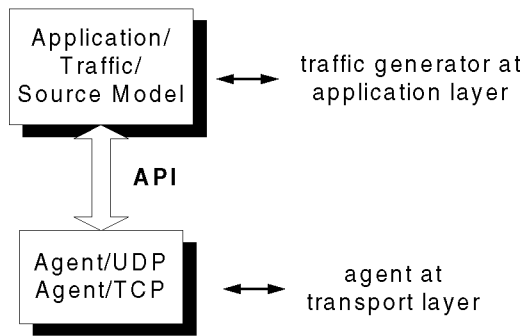 Application/
Traffic/
Source Model
traffic generator at
application layer
API
Agent/UDP
Agent/TCP
agent at
transport layer